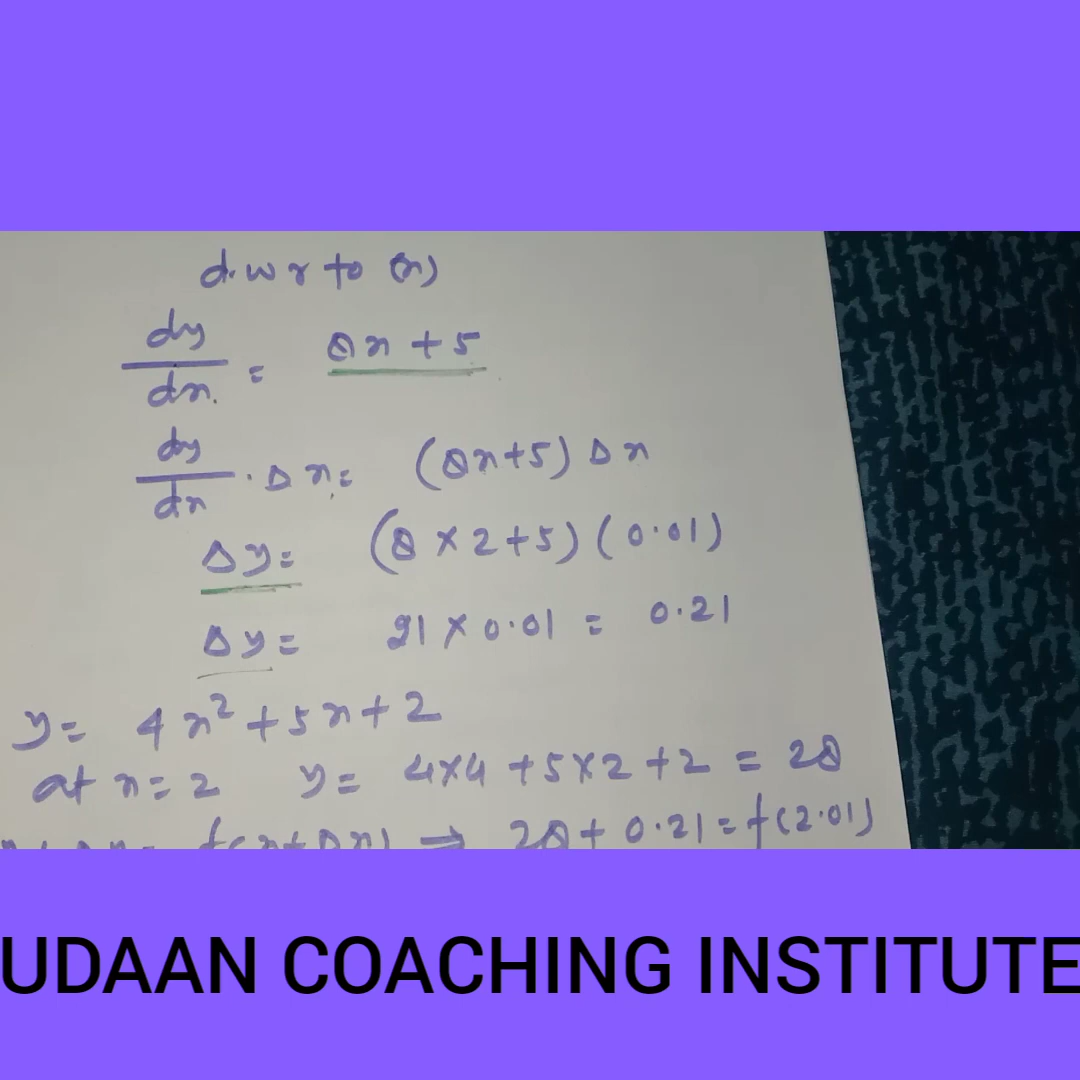 d.w r to (x)
dy/dx = 8x + 5
dy/dx . Δx = (8x+5) Δx
Δy = (8 × 2+5) (0.01)
Δy = 21 × 0.01 = 0.21
y = 4x² + 5x + 2
at x = 2 y = 4×4 + 5×2 + 2 = 28
f(x+Δx) ⇒ 28 + 0.21 = f(2.01)
UDAAN COACHING INSTITUTE